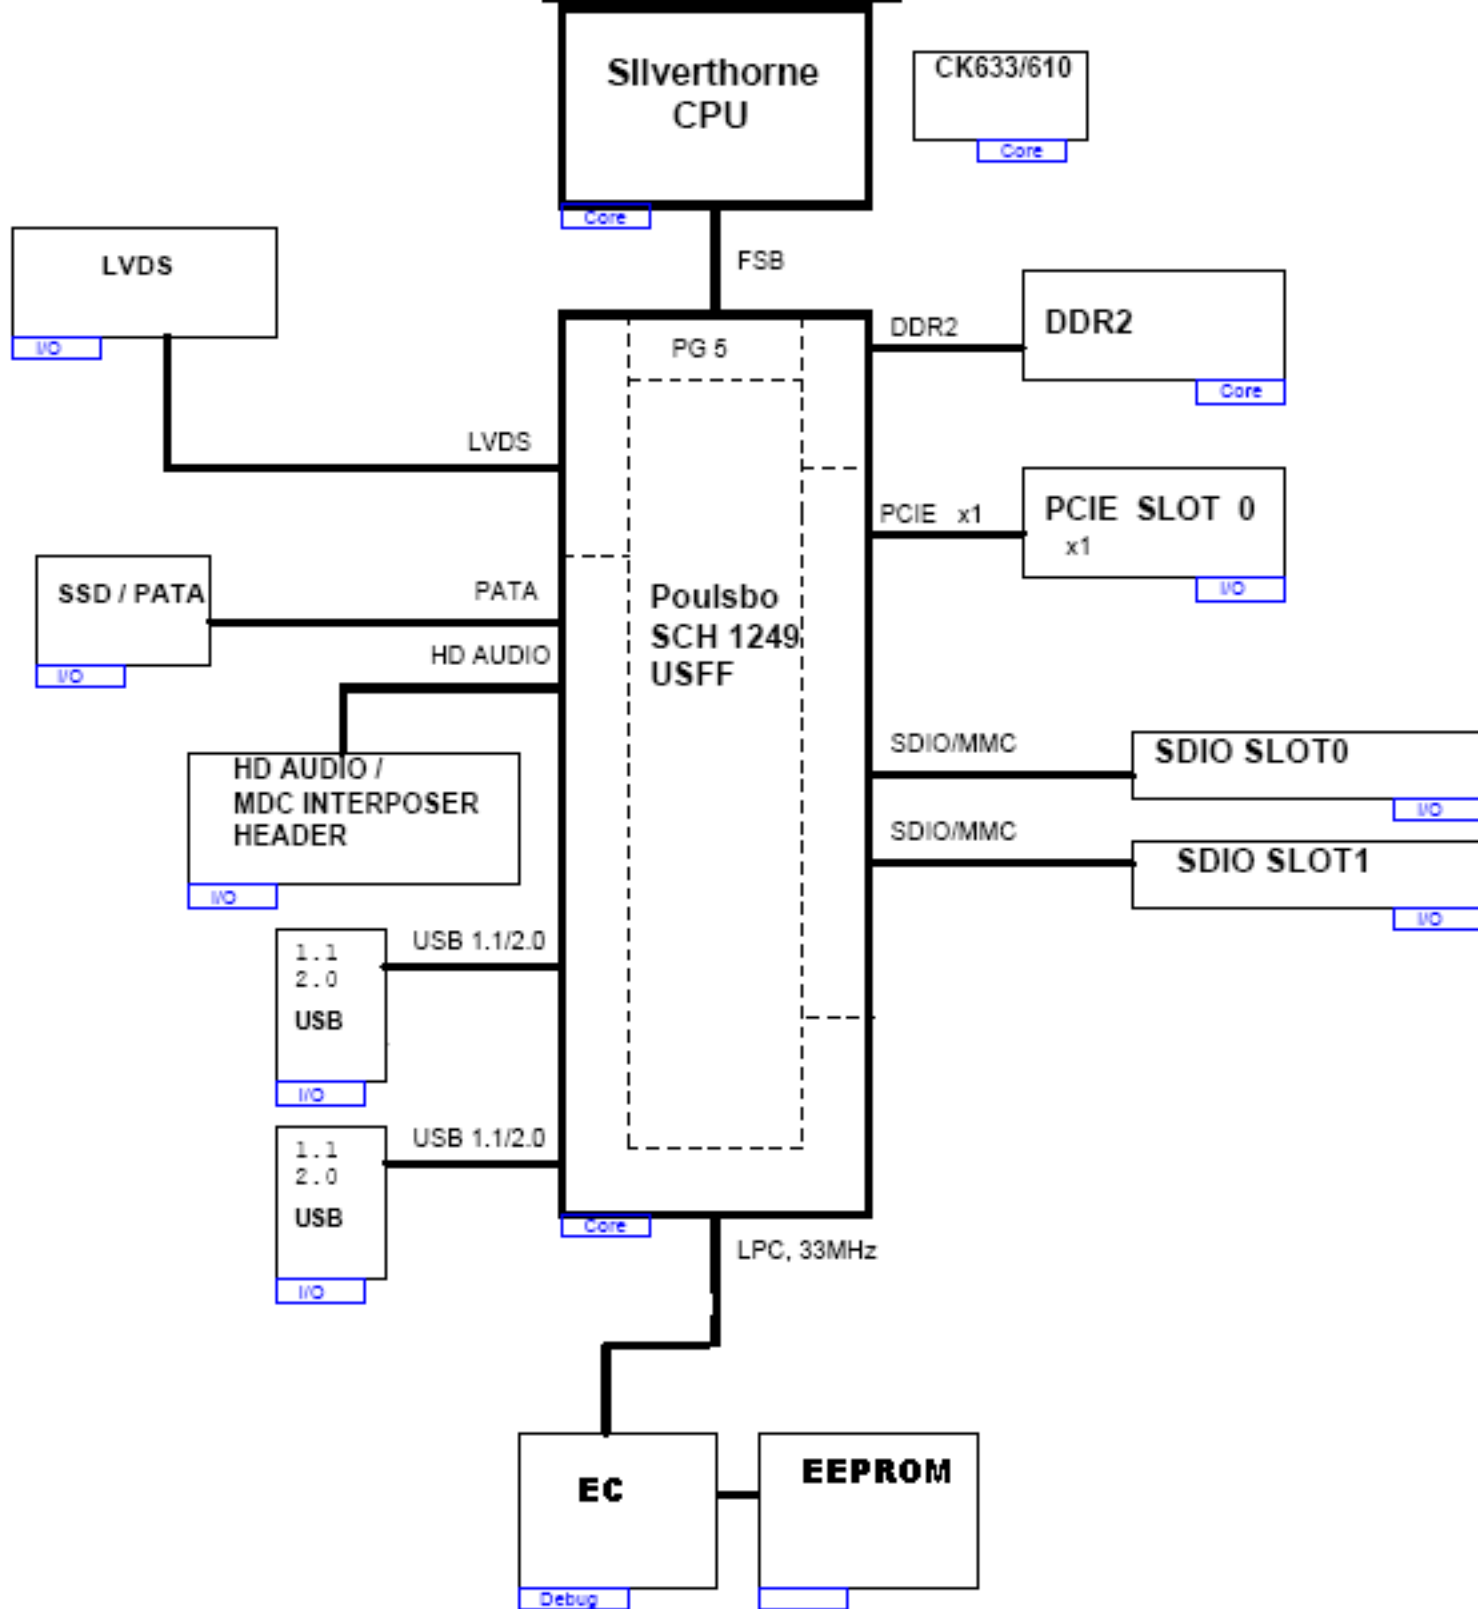 Silverthorne
CPU
Core
CK633/610
Core
FSB
LVDS
I/O
DDR2
DDR2
Core
PG 5
LVDS
PCIE x1
PCIE SLOT 0
x1
I/O
SSD / PATA
I/O
PATA
HD AUDIO
Poulsbo
SCH 1249
USFF
HD AUDIO /
MDC INTERPOSER
HEADER
I/O
SDIO/MMC
SDIO SLOT0
I/O
SDIO/MMC
SDIO SLOT1
I/O
USB 1.1/2.0
1.1
2.0
USB
I/O
USB 1.1/2.0
1.1
2.0
USB
I/O
Core
LPC, 33MHz
EC
Debug
EEPROM